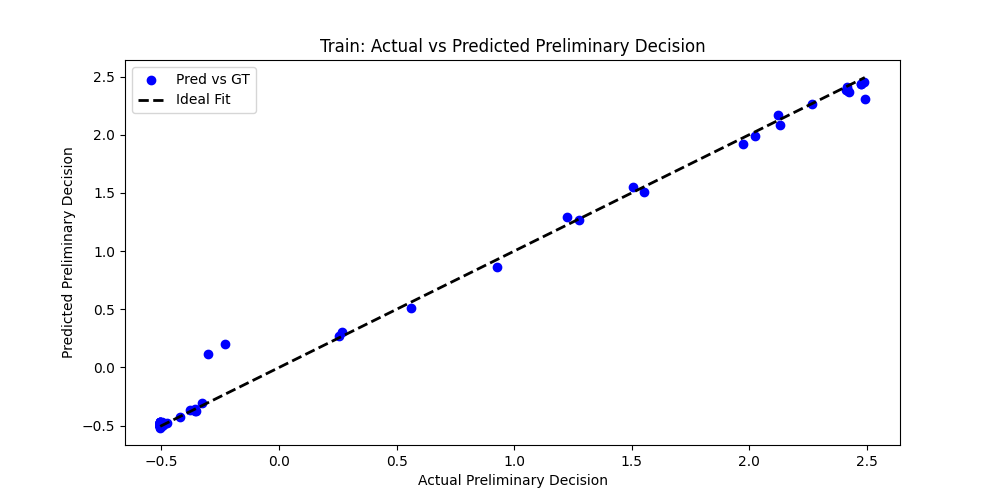 Train: Actual vs Predicted Preliminary Decision
Pred vs GT
Ideal Fit
Predicted Preliminary Decision
2.5
2.0
1.5
1.0
0.5
0.0
−0.5
−0.5 0.0 0.5 1.0 1.5 2.0 2.5
Actual Preliminary Decision